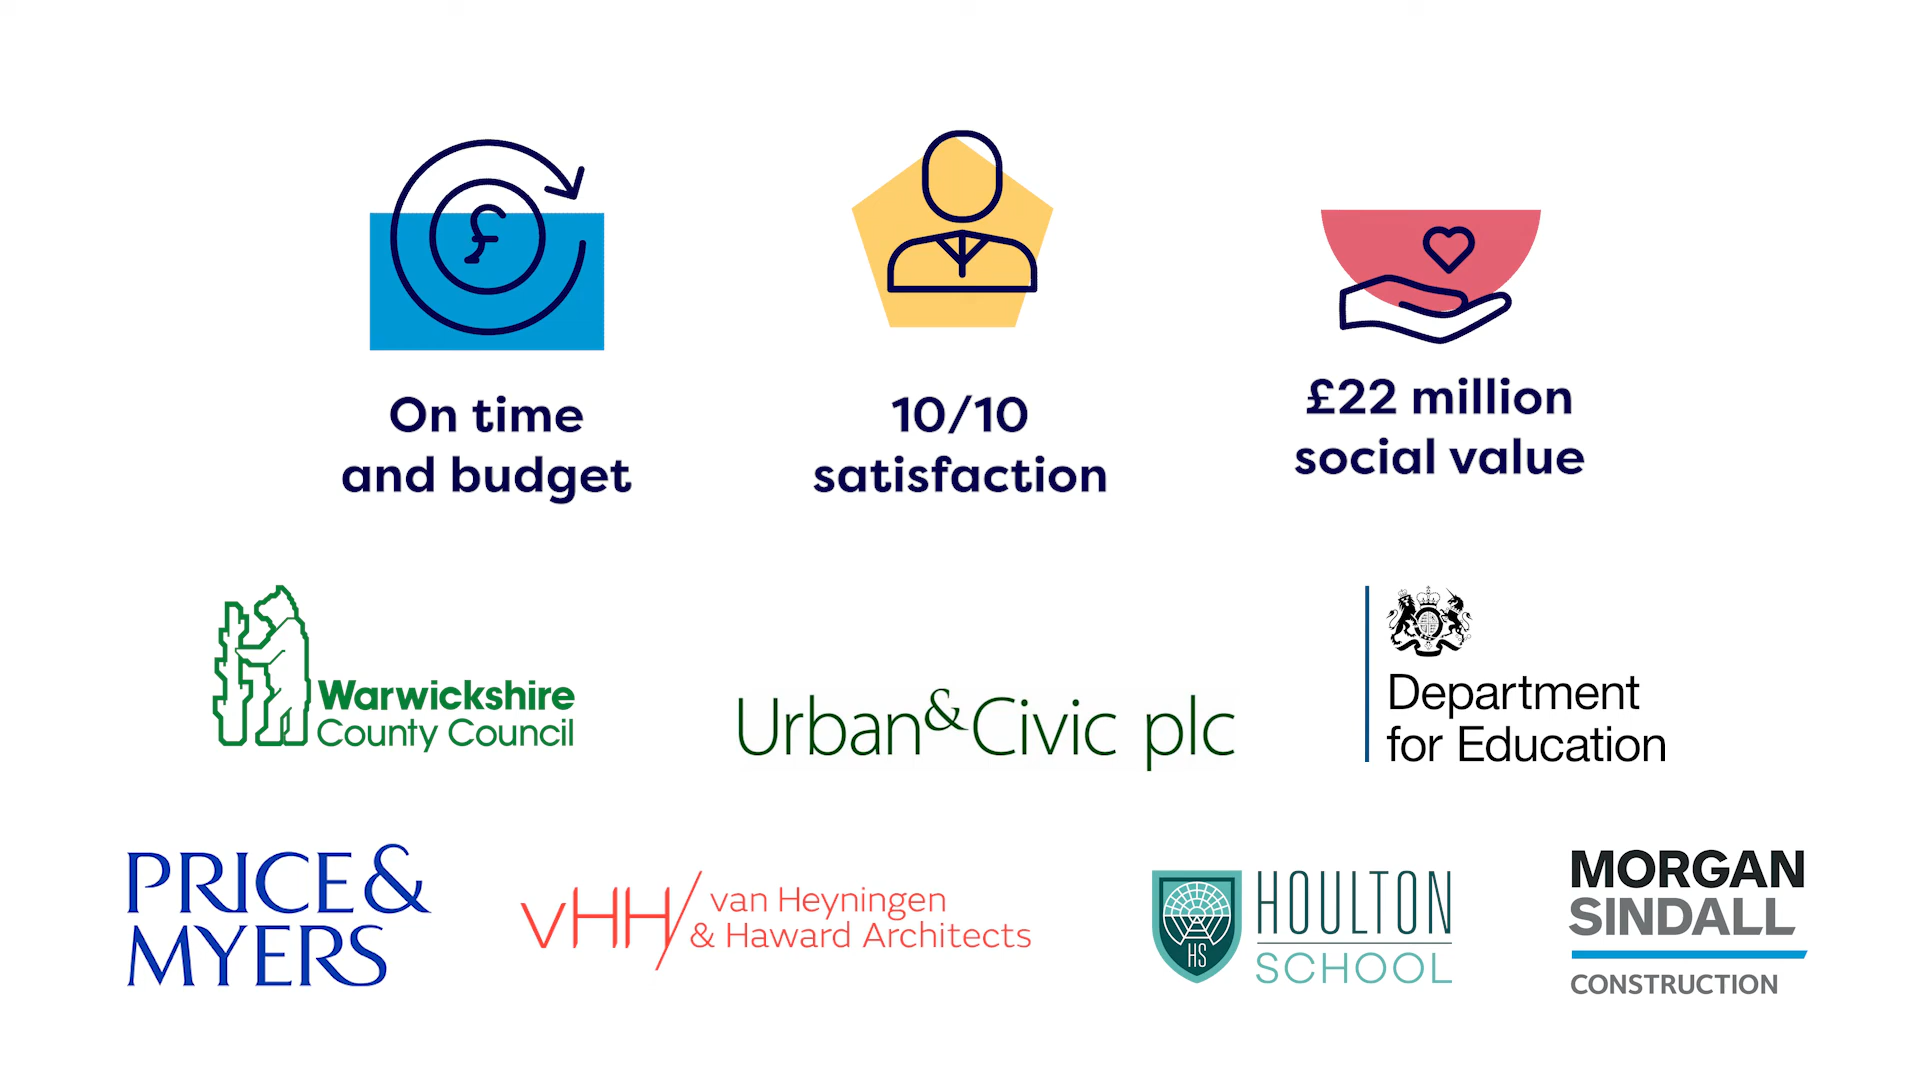 £
On time
and budget
10/10
satisfaction
£22 million
social value
Warwickshire
County Council
Urban&Civic plc
Department
for Education
PRICE&
MYERS
vHH/ van Heyningen
& Haward Architects
HS
HOULTON
SCHOOL
MORGAN
SINDALL
CONSTRUCTION